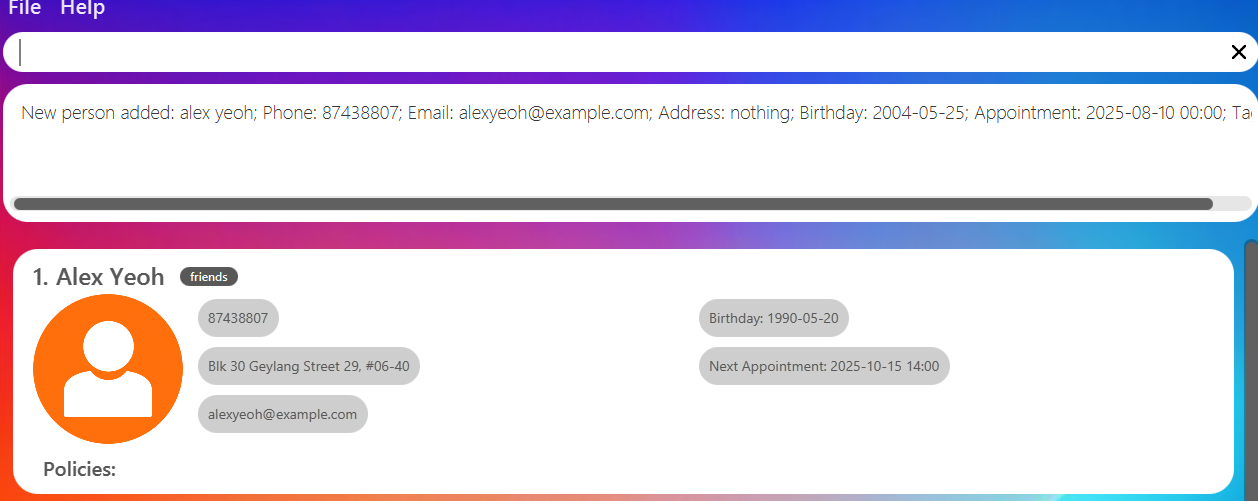 File Help
New person added: alex yeoh; Phone: 87438807; Email: alexyeoh@example.com; Address: nothing; Birthday: 2004-05-25; Appointment: 2025-08-10 00:00; Ta
1. Alex Yeoh friends
87438807 Birthday: 1990-05-20
Blk 30 Geylang Street 29, #06-40 Next Appointment: 2025-10-15 14:00
alexyeoh@example.com
Policies: